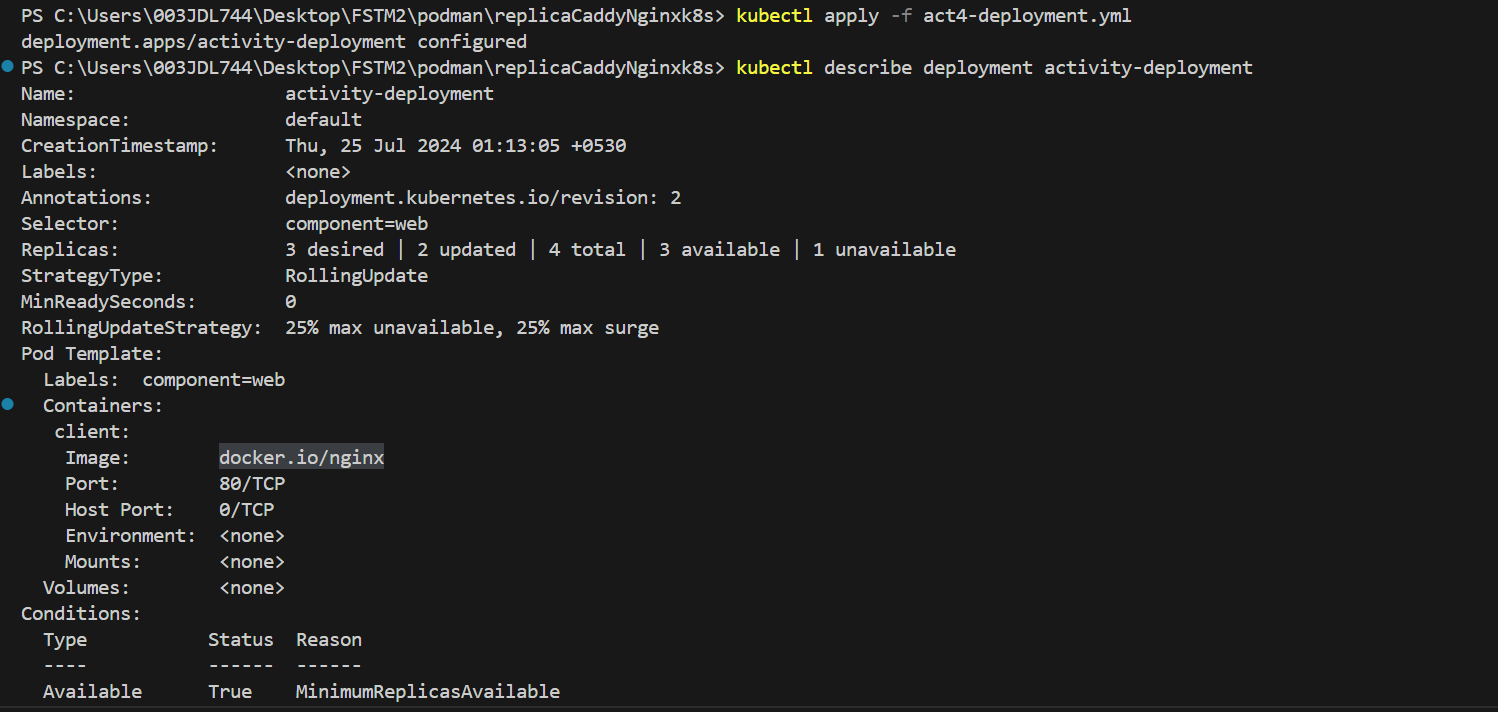 PS C:\Users\003JDL744\Desktop\FSTM2\podman\replicaCaddyNginxk8s> kubectl apply -f act4-deployment.yml
deployment.apps/activity-deployment configured
PS C:\Users\003JDL744\Desktop\FSTM2\podman\replicaCaddyNginxk8s> kubectl describe deployment activity-deployment
Name:                   activity-deployment
Namespace:              default
CreationTimestamp:      Thu, 25 Jul 2024 01:13:05 +0530
Labels:                 <none>
Annotations:            deployment.kubernetes.io/revision: 2
Selector:               component=web
Replicas:               3 desired | 2 updated | 4 total | 3 available | 1 unavailable
StrategyType:           RollingUpdate
MinReadySeconds:        0
RollingUpdateStrategy:  25% max unavailable, 25% max surge
Pod Template:
  Labels:  component=web
  Containers:
   client:
    Image:        docker.io/nginx
    Port:         80/TCP
    Host Port:    0/TCP
    Environment:  <none>
    Mounts:       <none>
  Volumes:        <none>
Conditions:
  Type           Status  Reason
  ----           ------  ------
  Available      True    MinimumReplicasAvailable